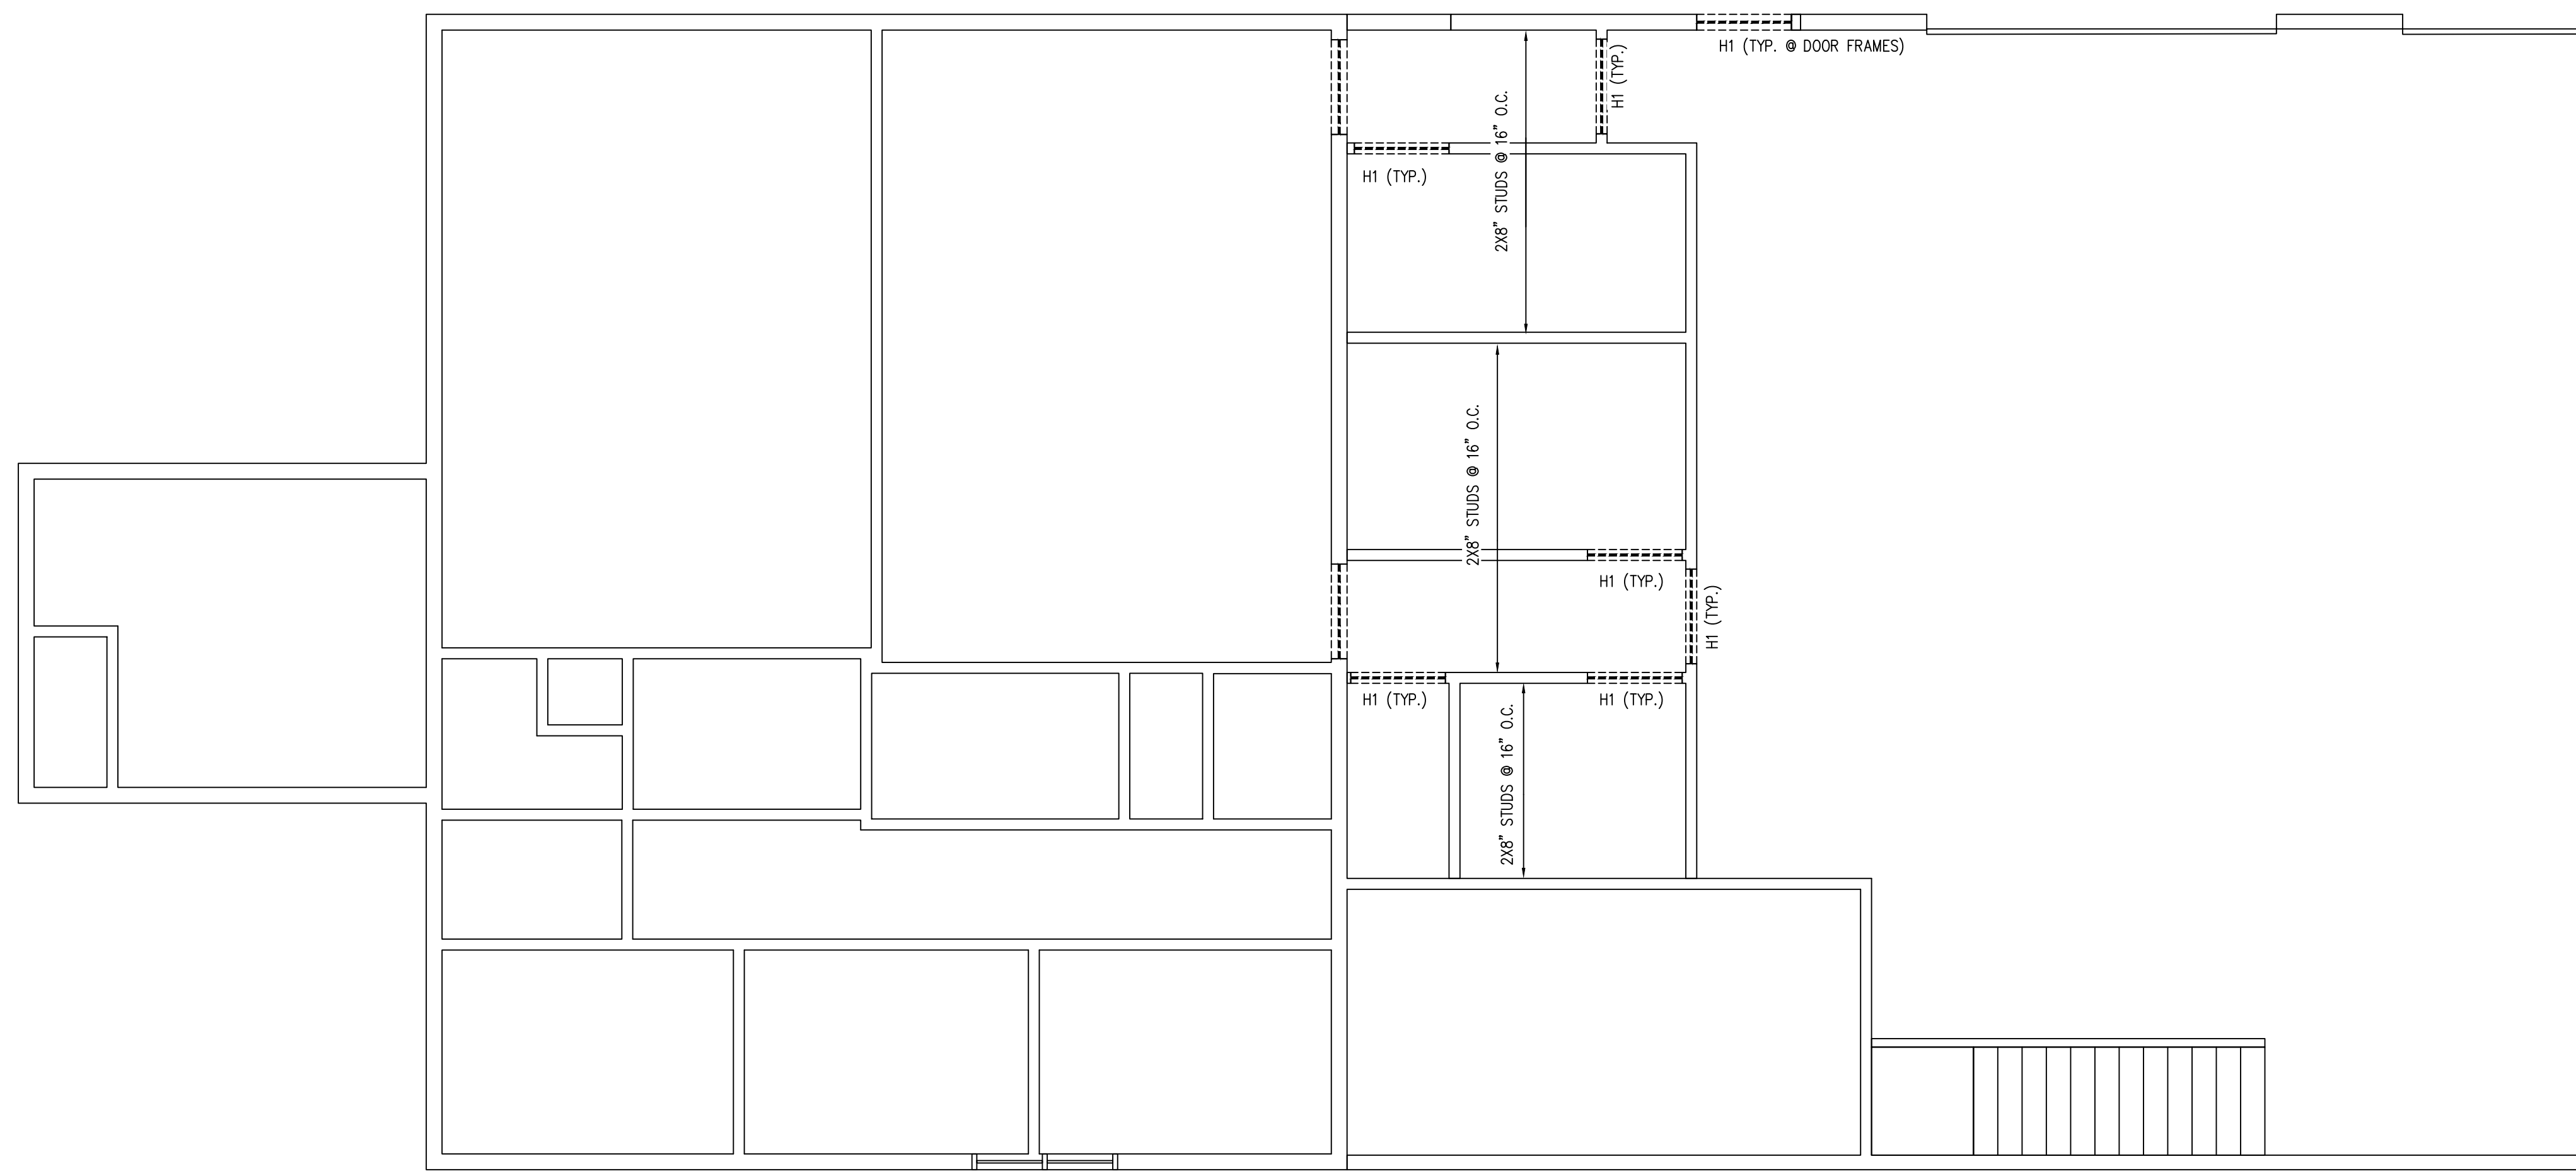 H1 (TYP. @ DOOR FRAMES)
H1 (TYP.)
2X8" STUDS @ 16" O.C.
H1 (TYP.)
2X8" STUDS @ 16" O.C.
H1 (TYP.)
H1 (TYP.)
H1 (TYP.)
H1 (TYP.)
2X8" STUDS @ 16" O.C.